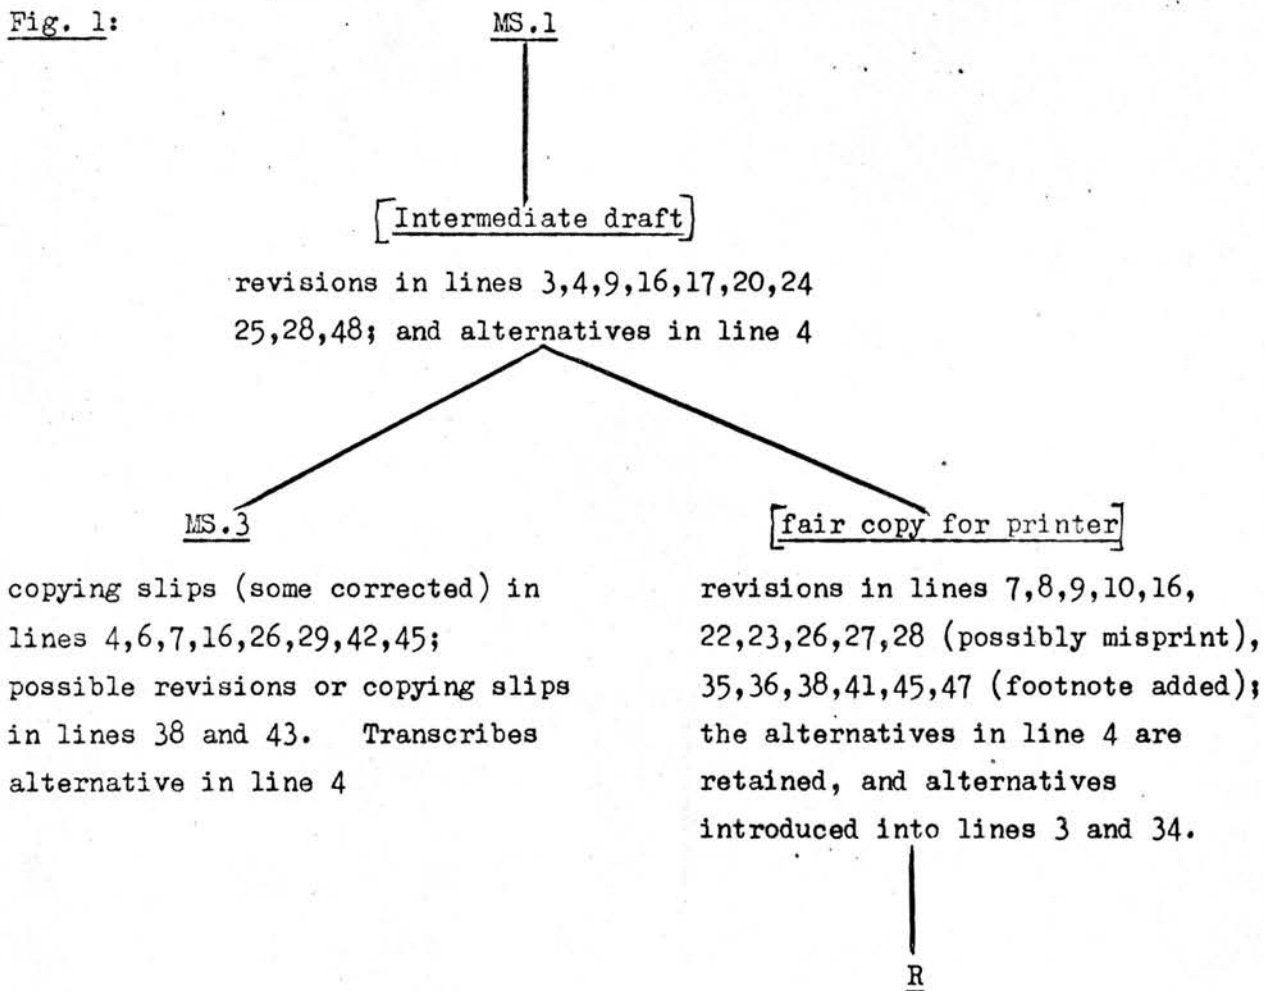 Fig. 1:
MS.1
[Intermediate draft]
revisions in lines 3,4,9,16,17,20,24
25,28,48; and alternatives in line 4
MS.3
copying slips (some corrected) in
lines 4,6,7,16,26,29,42,45;
possible revisions or copying slips
in lines 38 and 43. Transcribes
alternative in line 4
[fair copy for printer]
revisions in lines 7,8,9,10,16,
22,23,26,27,28 (possibly misprint),
35,36,38,41,45,47 (footnote added);
the alternatives in line 4 are
retained, and alternatives
introduced into lines 3 and 34.
R